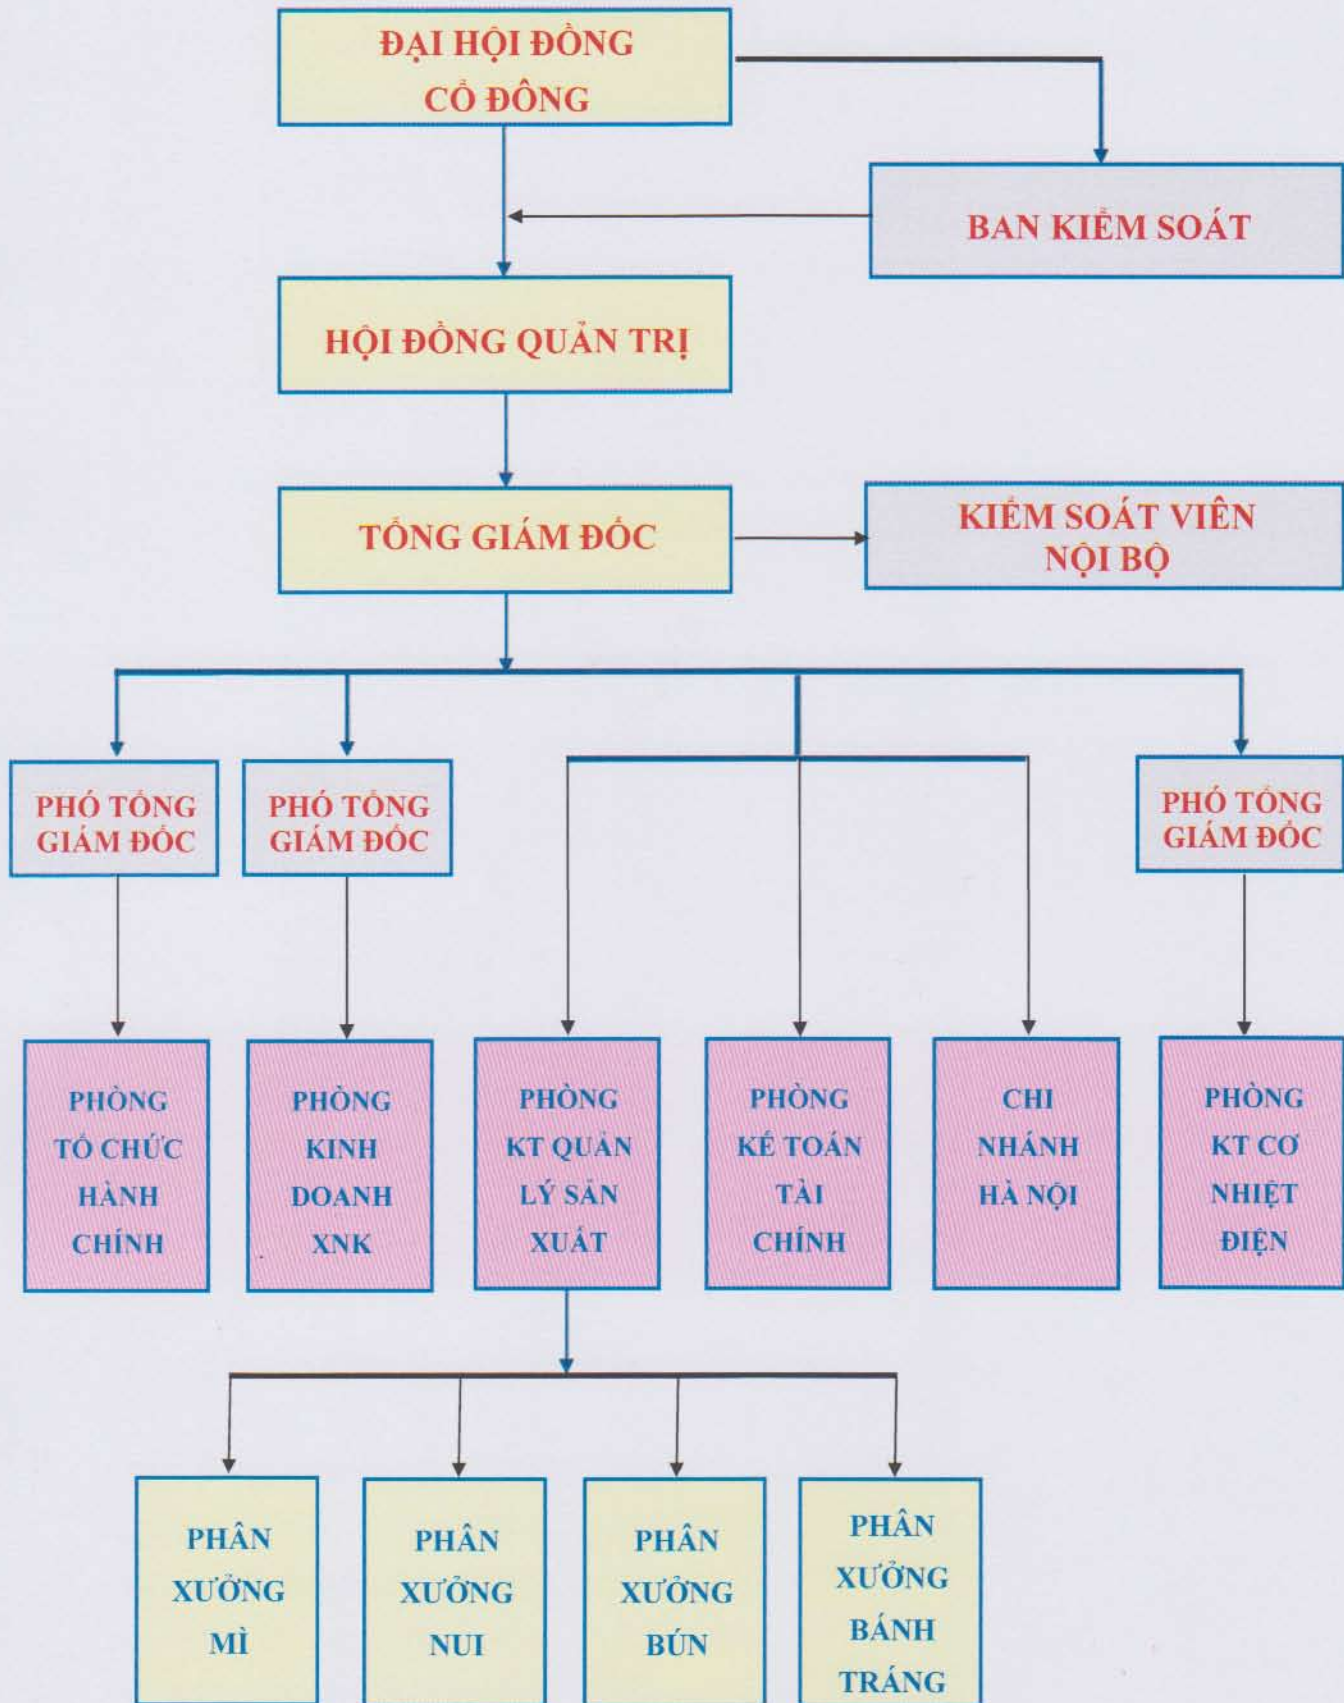 ĐẠI HỘI ĐỒNG
CỔ ĐÔNG
BAN KIỂM SOÁT
HỘI ĐỒNG QUẢN TRỊ
TỔNG GIÁM ĐỐC
KIỂM SOÁT VIÊN
NỘI BỘ
PHÓ TỔNG
GIÁM ĐỐC
PHÓ TỔNG
GIÁM ĐỐC
PHÓ TỔNG
GIÁM ĐỐC
PHÒNG
TỔ CHỨC
HÀNH
CHÍNH
PHÒNG
KINH
DOANH
XNK
PHÒNG
KT QUẢN
LÝ SẢN
XUẤT
PHÒNG
KẾ TOÁN
TÀI
CHÍNH
CHI
NHÁNH
HÀ NỘI
PHÒNG
KT CƠ
NHIỆT
ĐIỆN
PHÂN
XƯỞNG
MÌ
PHÂN
XƯỞNG
NUI
PHÂN
XƯỞNG
BÚN
PHÂN
XƯỞNG
BÁNH
TRÁNG